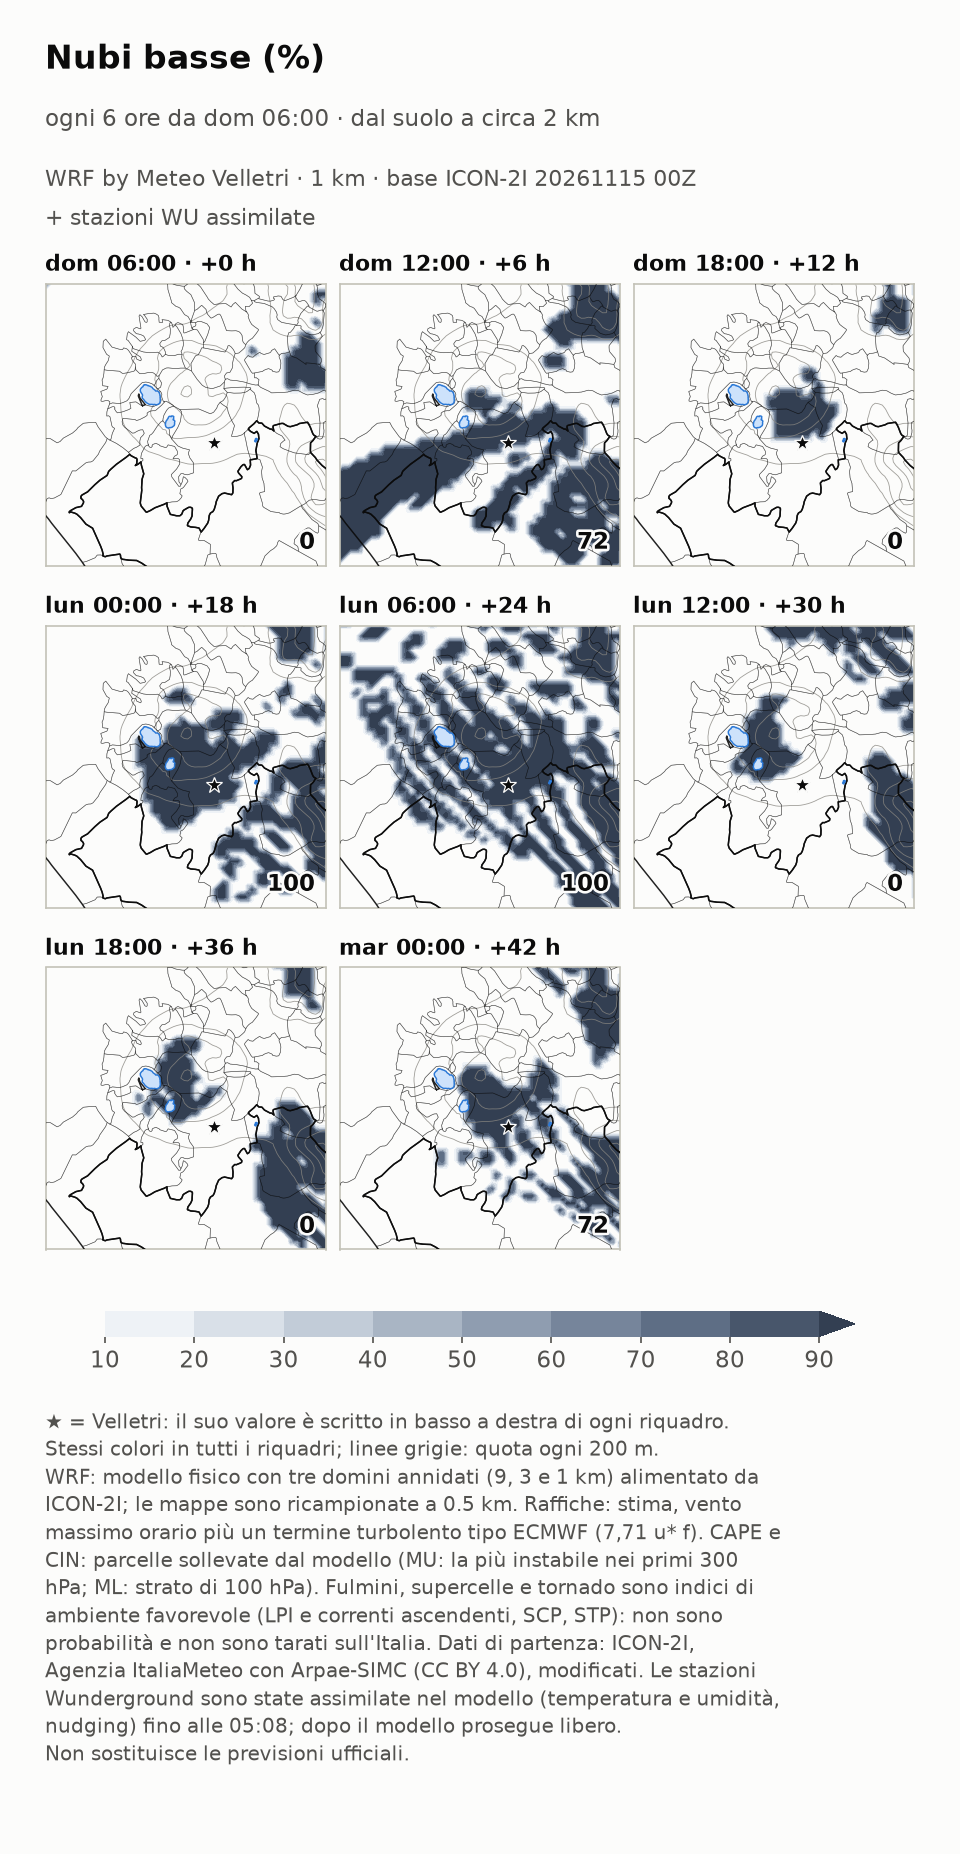 Nubi basse (%)
ogni 6 ore da dom 06:00 · dal suolo a circa 2 km
WRF by Meteo Velletri · 1 km · base ICON-2I 20261115 00Z
+ stazioni WU assimilate
dom 06:00 · +0 h
dom 12:00 · +6 h
dom 18:00 · +12 h
0
72
0
lun 00:00 · +18 h
lun 06:00 · +24 h
lun 12:00 · +30 h
100
100
0
lun 18:00 · +36 h
mar 00:00 · +42 h
0
72
10 20 30 40 50 60 70 80 90
★ = Velletri: il suo valore è scritto in basso a destra di ogni riquadro.
Stessi colori in tutti i riquadri; linee grigie: quota ogni 200 m.
WRF: modello fisico con tre domini annidati (9, 3 e 1 km) alimentato da
ICON-2I; le mappe sono ricampionate a 0.5 km. Raffiche: stima, vento
massimo orario più un termine turbolento tipo ECMWF (7,71 u* f). CAPE e
CIN: parcelle sollevate dal modello (MU: la più instabile nei primi 300
hPa; ML: strato di 100 hPa). Fulmini, supercelle e tornado sono indici di
ambiente favorevole (LPI e correnti ascendenti, SCP, STP): non sono
probabilità e non sono tarati sull'Italia. Dati di partenza: ICON-2I,
Agenzia ItaliaMeteo con Arpae-SIMC (CC BY 4.0), modificati. Le stazioni
Wunderground sono state assimilate nel modello (temperatura e umidità,
nudging) fino alle 05:08; dopo il modello prosegue libero.
Non sostituisce le previsioni ufficiali.